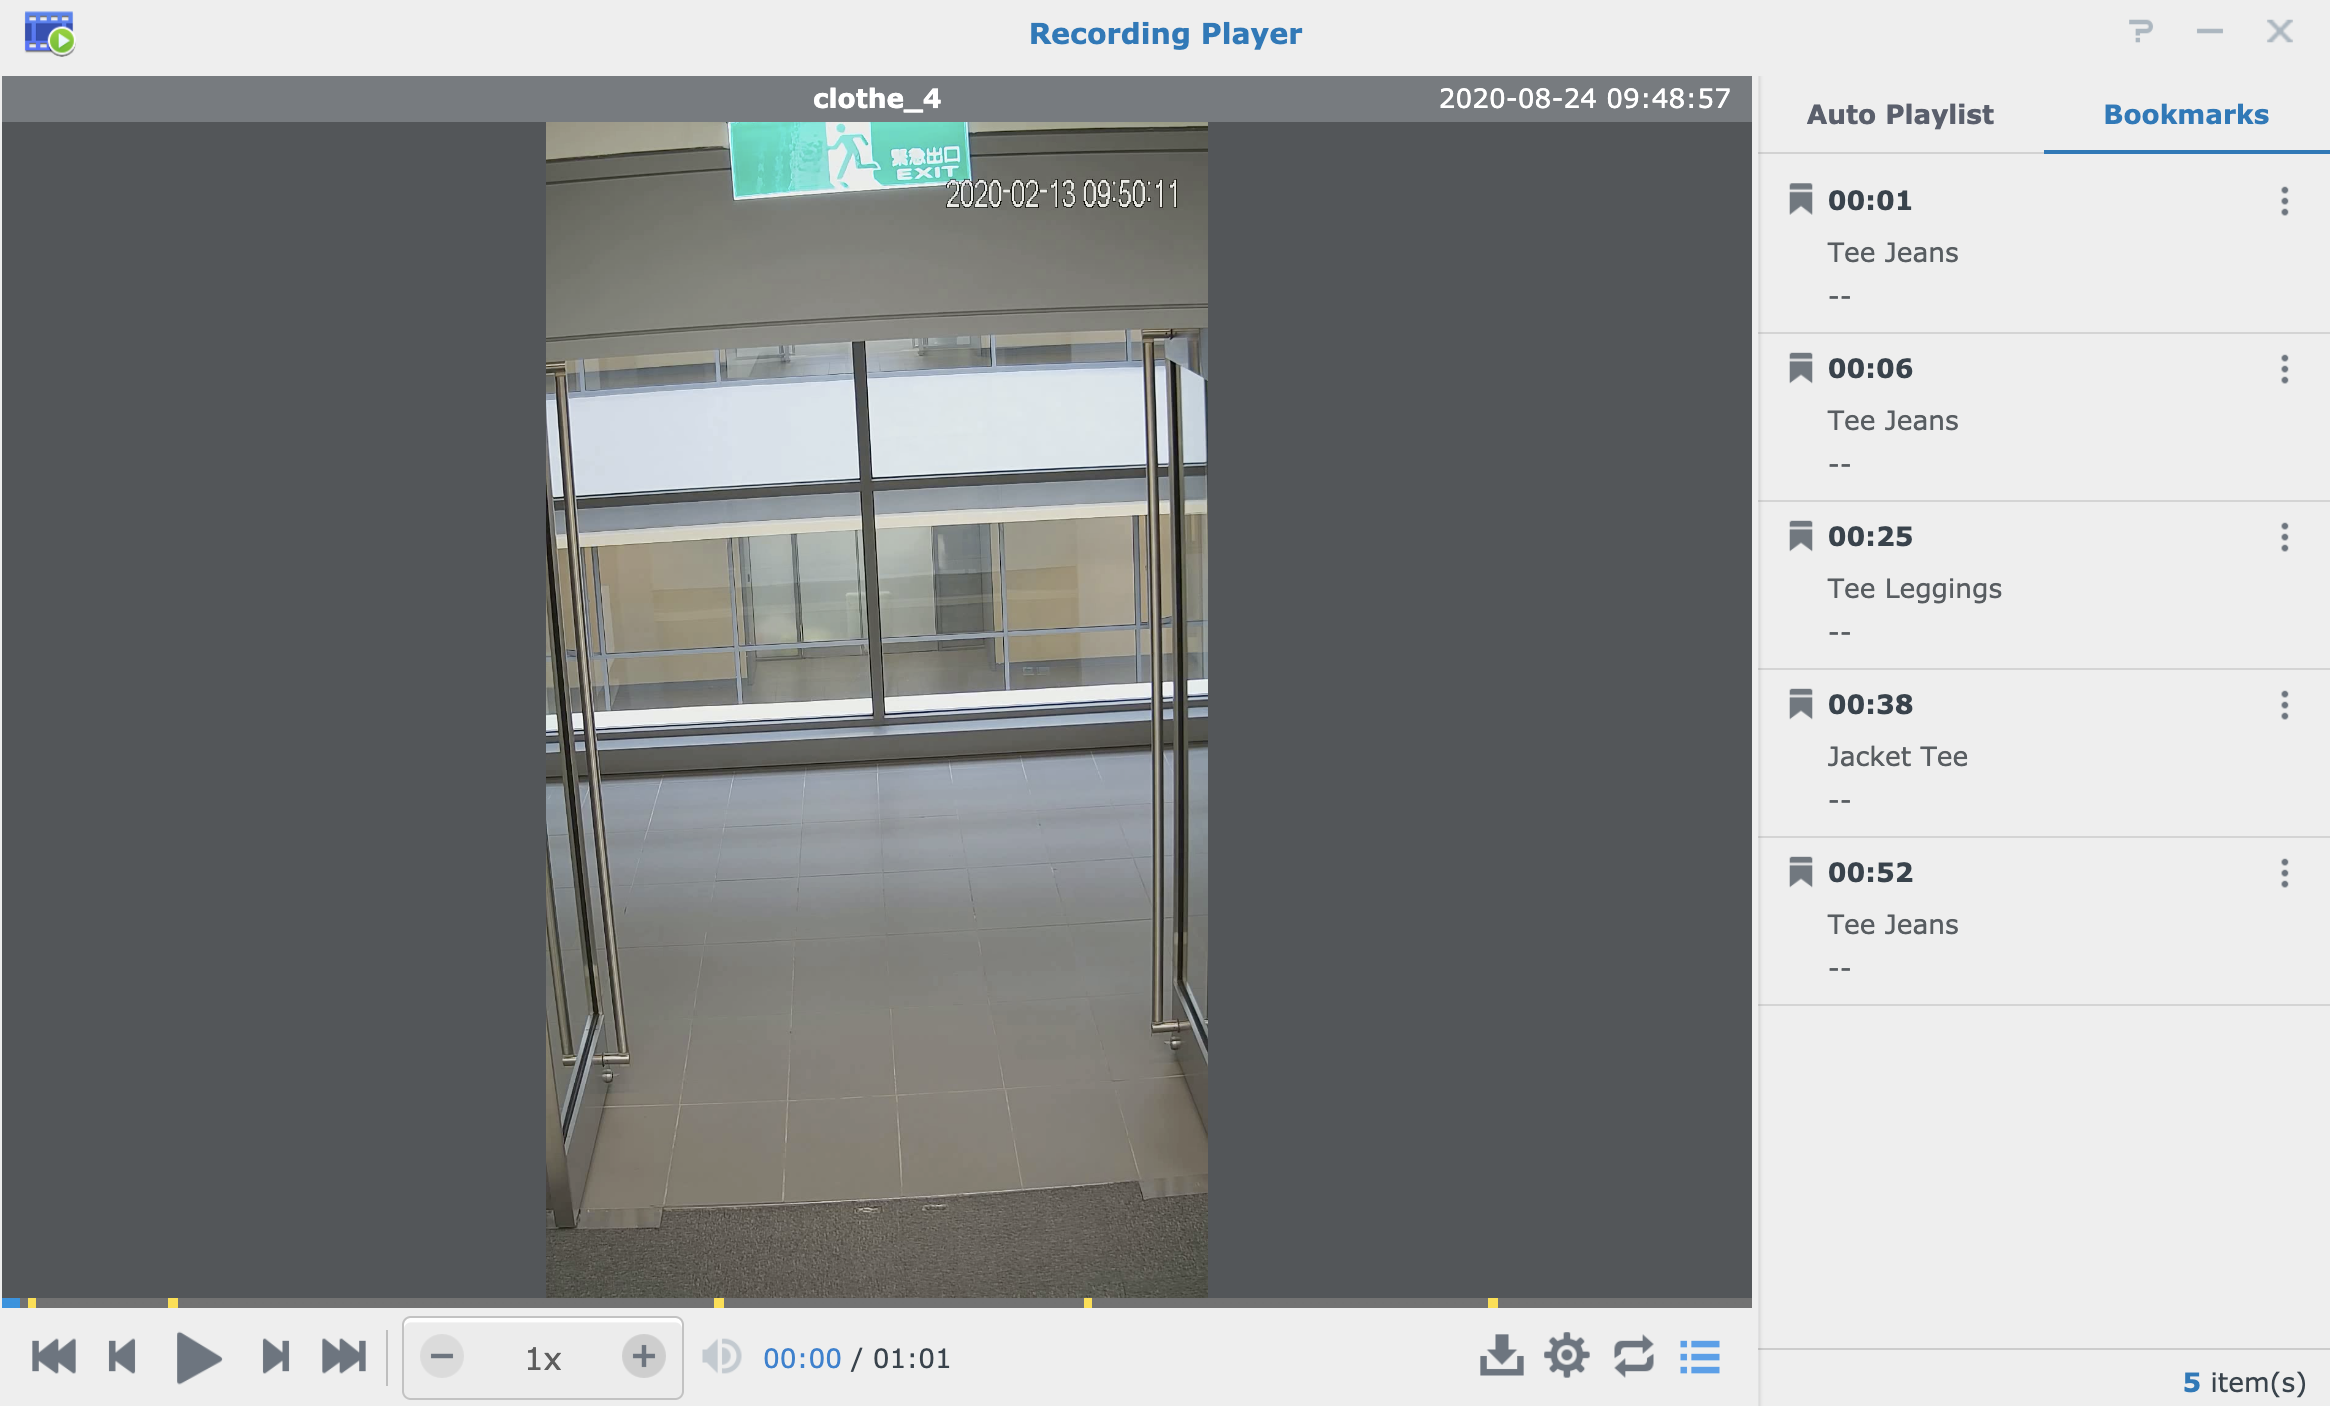 Recording Player
clothe_4
2020-08-24 09:48:57
緊急出口
EXIT
2020-02-13 09:50:11
Auto Playlist
Bookmarks
00:01
Tee Jeans
--
00:06
Tee Jeans
--
00:25
Tee Leggings
--
00:38
Jacket Tee
--
00:52
Tee Jeans
--
1x
00:00 / 01:01
5 item(s)